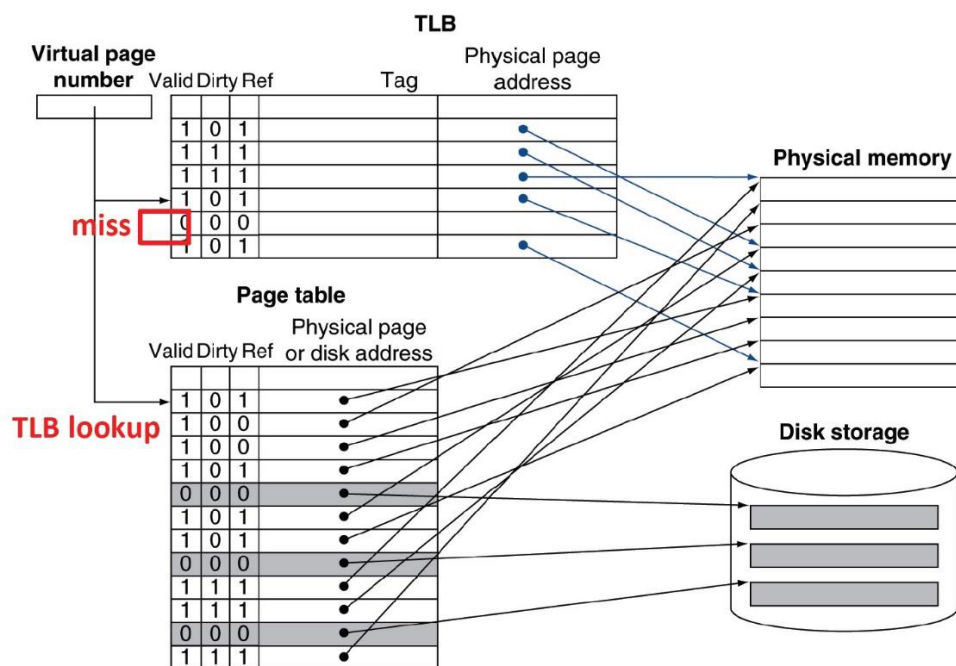 TLB
Virtual page
number
Valid Dirty Ref
Tag
Physical page
address
1 0 1
1 1 1
1 1 1
1 0 1
0 0 0
1 0 1
miss
Physical memory
Page table
Physical page
or disk address
Valid Dirty Ref
1 0 1
1 0 0
1 0 0
1 0 1
0 0 0
1 0 1
1 0 1
0 0 0
1 1 1
1 1 1
0 0 0
1 1 1
TLB lookup
Disk storage